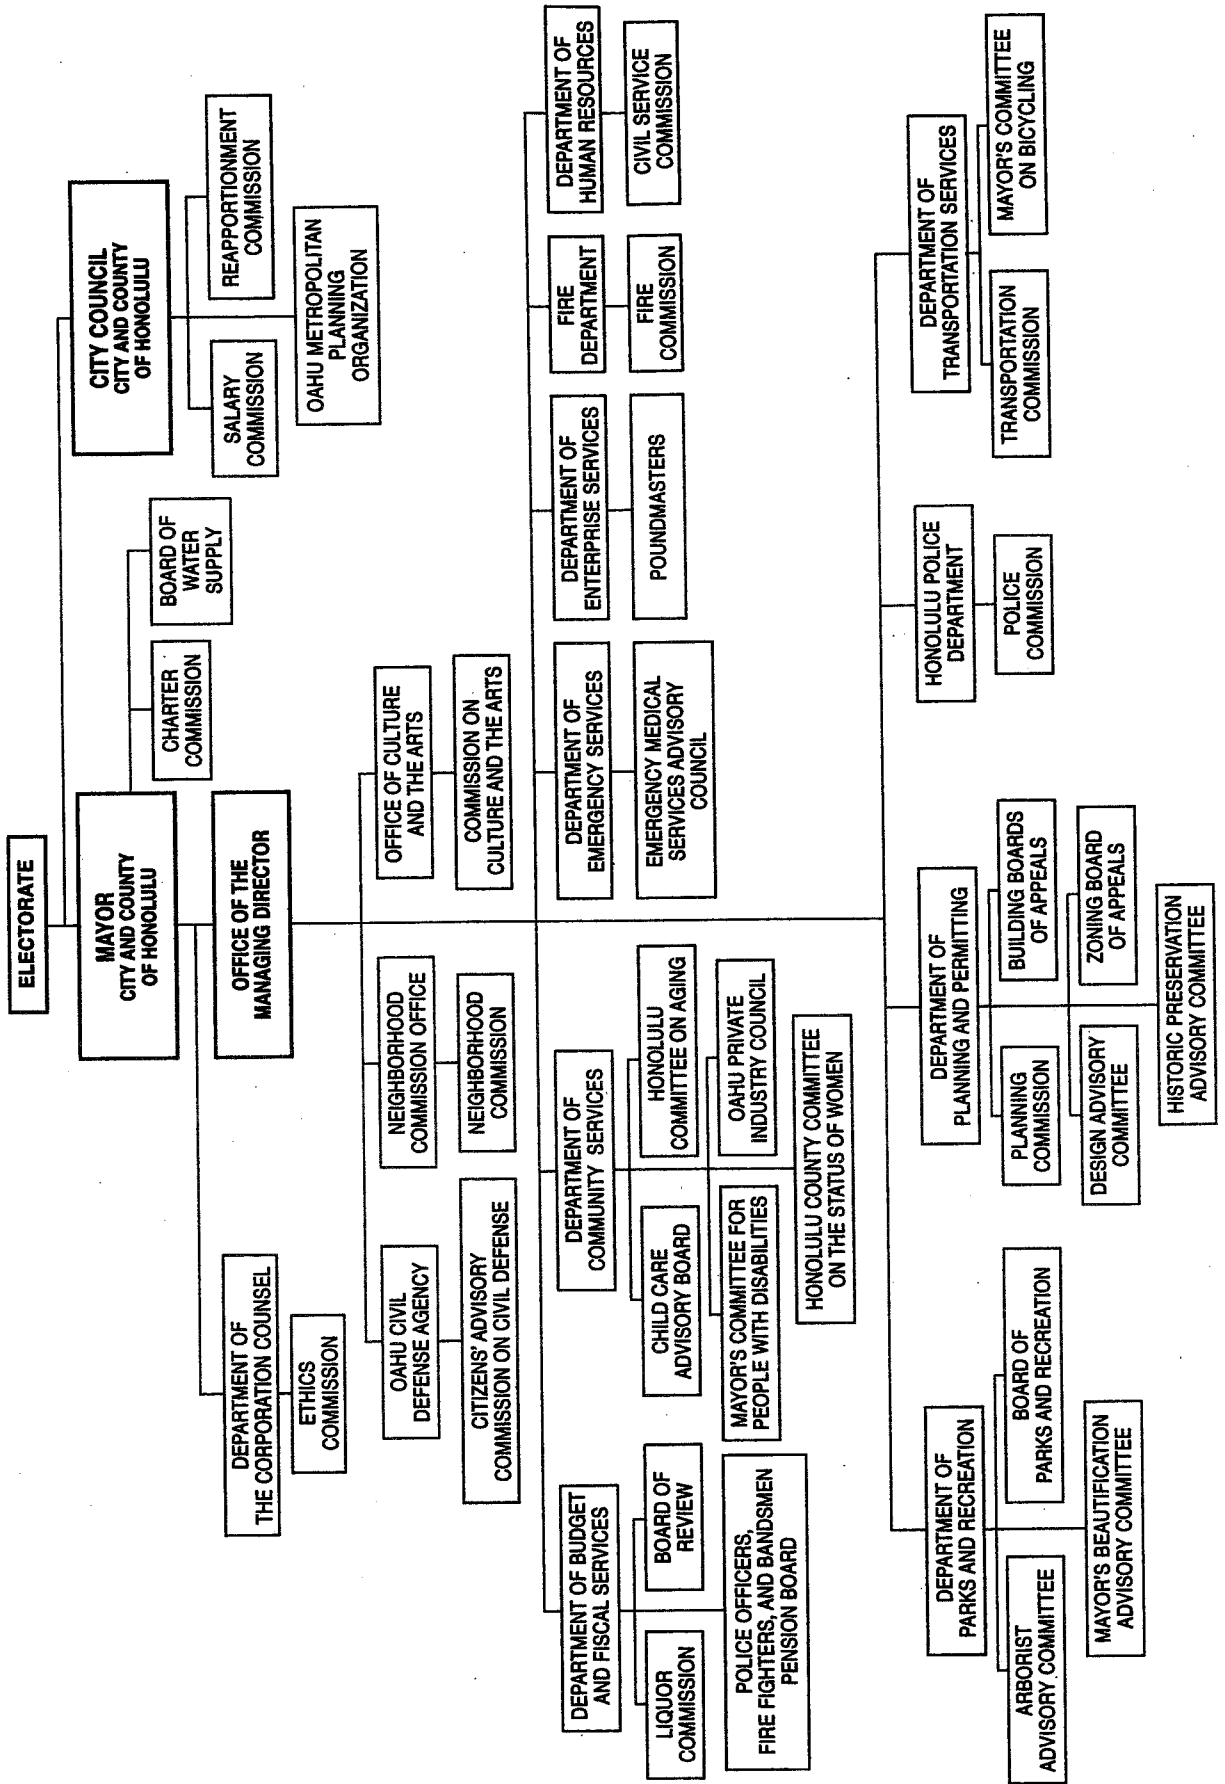 ELECTORATE
MAYOR
CITY AND COUNTY
OF HONOLULU
CITY COUNCIL
CITY AND COUNTY
OF HONOLULU
CHARTER
COMMISSION
BOARD OF
WATER
SUPPLY
SALARY
COMMISSION
REAPPORTIONMENT
COMMISSION
OAHU METROPOLITAN
PLANNING
ORGANIZATION
DEPARTMENT OF
THE CORPORATION COUNSEL
ETHICS
COMMISSION
OFFICE OF THE
MANAGING DIRECTOR
OAHU CIVIL
DEFENSE AGENCY
CITIZENS' ADVISORY
COMMISSION ON CIVIL DEFENSE
NEIGHBORHOOD
COMMISSION OFFICE
NEIGHBORHOOD
COMMISSION
OFFICE OF CULTURE
AND THE ARTS
COMMISSION ON
CULTURE AND THE ARTS
DEPARTMENT OF BUDGET
AND FISCAL SERVICES
LIQUOR
COMMISSION
BOARD OF
REVIEW
POLICE OFFICERS,
FIRE FIGHTERS, AND BANDSMEN
PENSION BOARD
DEPARTMENT OF
COMMUNITY SERVICES
CHILD CARE
ADVISORY BOARD
HONOLULU
COMMITTEE ON AGING
MAYOR'S COMMITTEE FOR
PEOPLE WITH DISABILITIES
OAHU PRIVATE
INDUSTRY COUNCIL
HONOLULU COUNTY COMMITTEE
ON THE STATUS OF WOMEN
DEPARTMENT OF
EMERGENCY SERVICES
EMERGENCY MEDICAL
SERVICES ADVISORY
COUNCIL
DEPARTMENT OF
ENTERPRISE SERVICES
POUNDMASTERS
FIRE
DEPARTMENT
FIRE
COMMISSION
DEPARTMENT OF
HUMAN RESOURCES
CIVIL SERVICE
COMMISSION
DEPARTMENT OF
PARKS AND RECREATION
ARBORIST
ADVISORY COMMITTEE
BOARD OF
PARKS AND RECREATION
MAYOR'S BEAUTIFICATION
ADVISORY COMMITTEE
DEPARTMENT OF
PLANNING AND PERMITTING
PLANNING
COMMISSION
BUILDING BOARDS
OF APPEALS
DESIGN ADVISORY
COMMITTEE
ZONING BOARD
OF APPEALS
HISTORIC PRESERVATION
ADVISORY COMMITTEE
HONOLULU POLICE
DEPARTMENT
POLICE
COMMISSION
DEPARTMENT OF
TRANSPORTATION SERVICES
TRANSPORTATION
COMMISSION
MAYOR'S COMMITTEE
ON BICYCLING